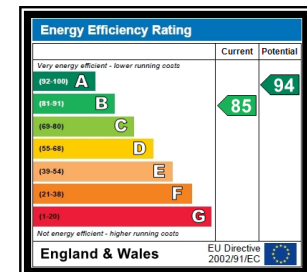 Energy Efficiency Rating
Current Potential
Very energy efficient - lower running costs
(92-100) A
94
(81-91) B
85
(69-80) C
(55-68) D
(39-54) E
(21-38) F
(1-20) G
Not energy efficient - higher running costs
England & Wales
EU Directive
2002/91/EC